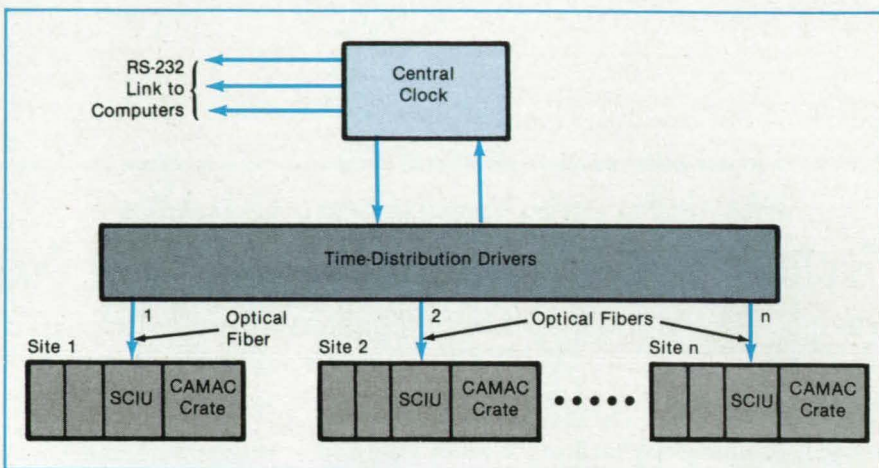 RS-232
Link to
Computers
Central
Clock
Time-Distribution Drivers
1
Optical
Fiber
2
Optical Fibers
n
Site 1
SCIU
CAMAC
Crate
Site 2
SCIU
CAMAC
Crate
Site n
SCIU
CAMAC
Crate